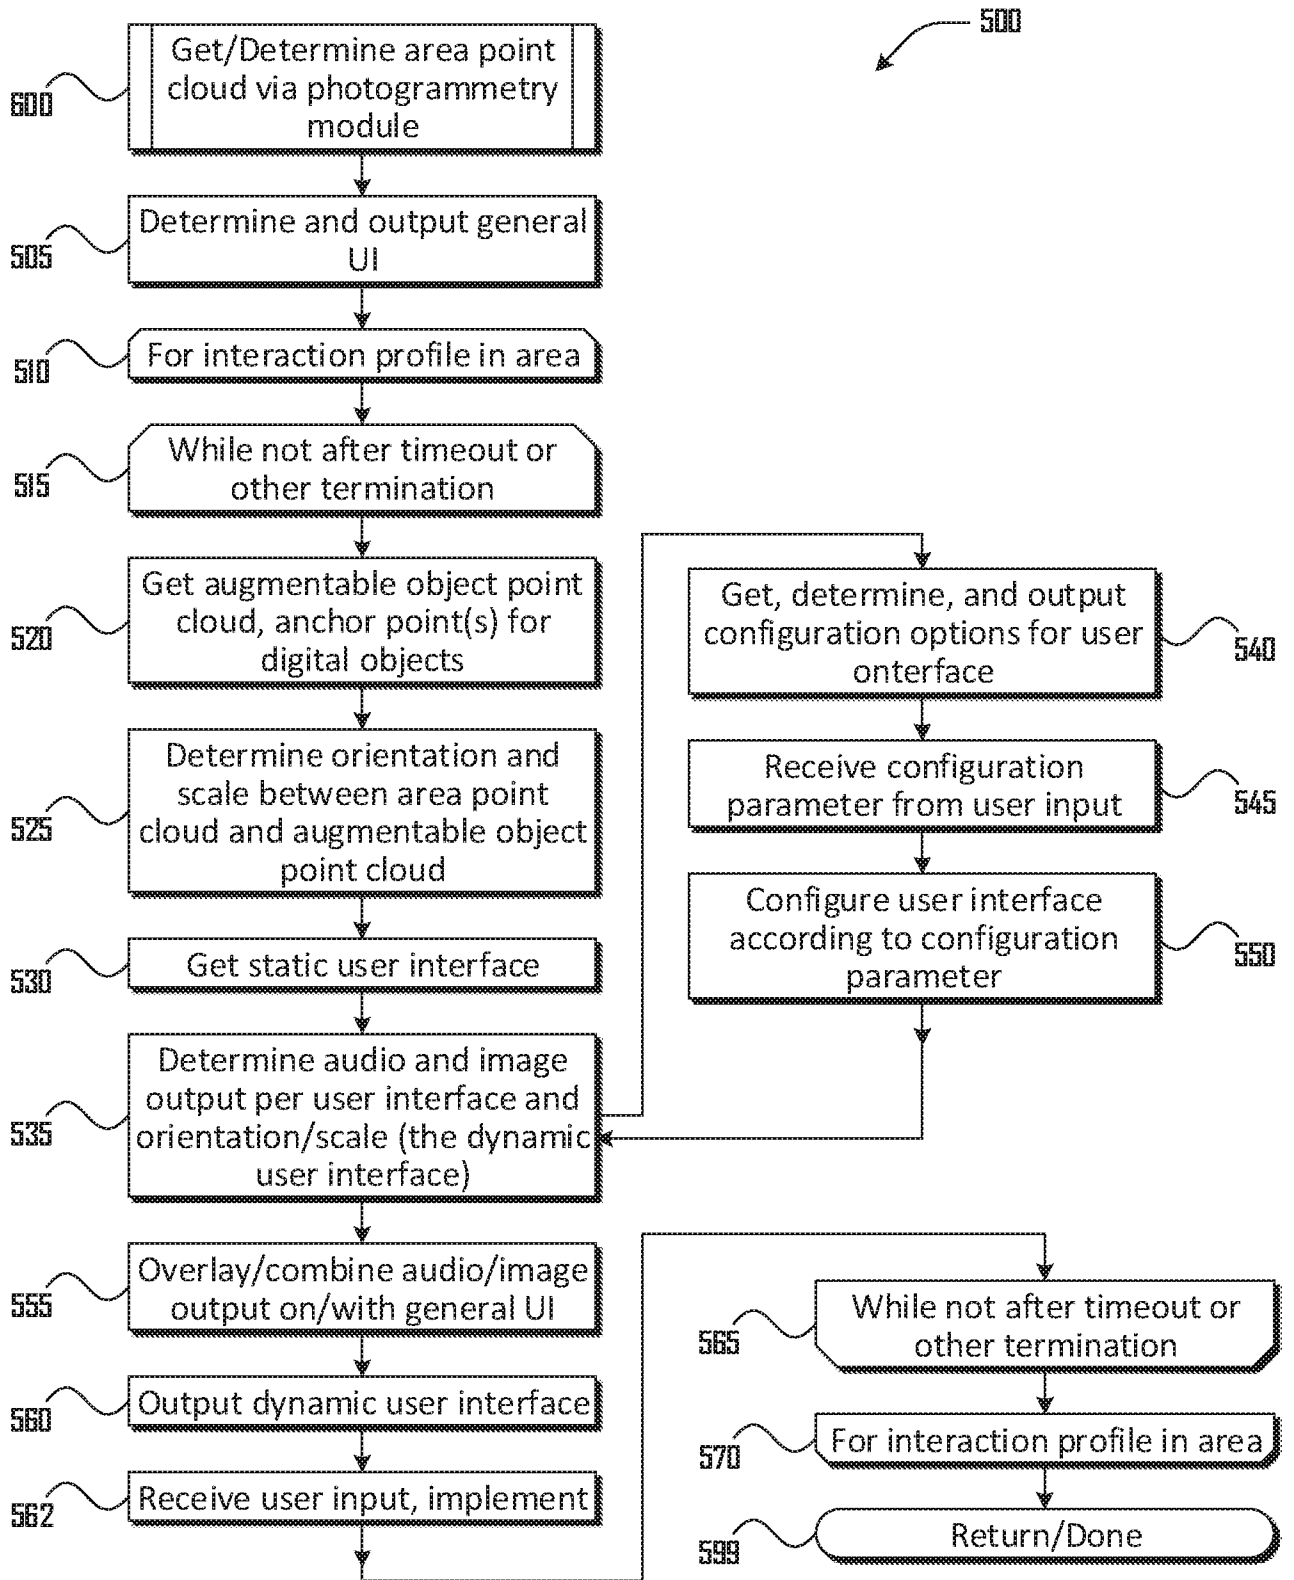 500
Get/Determine area point
cloud via photogrammetry
module
600
Determine and output general
UI
505
For interaction profile in area
510
While not after timeout or
other termination
515
Get augmentable object point
cloud, anchor point(s) for
digital objects
520
Determine orientation and
scale between area point
cloud and augmentable object
point cloud
525
Get static user interface
530
Determine audio and image
output per user interface and
orientation/scale (the dynamic
user interface)
535
Get, determine, and output
configuration options for user
onterface
540
Receive configuration
parameter from user input
545
Configure user interface
according to configuration
parameter
550
Overlay/combine audio/image
output on/with general UI
555
Output dynamic user interface
560
Receive user input, implement
562
While not after timeout or
other termination
565
For interaction profile in area
570
Return/Done
599